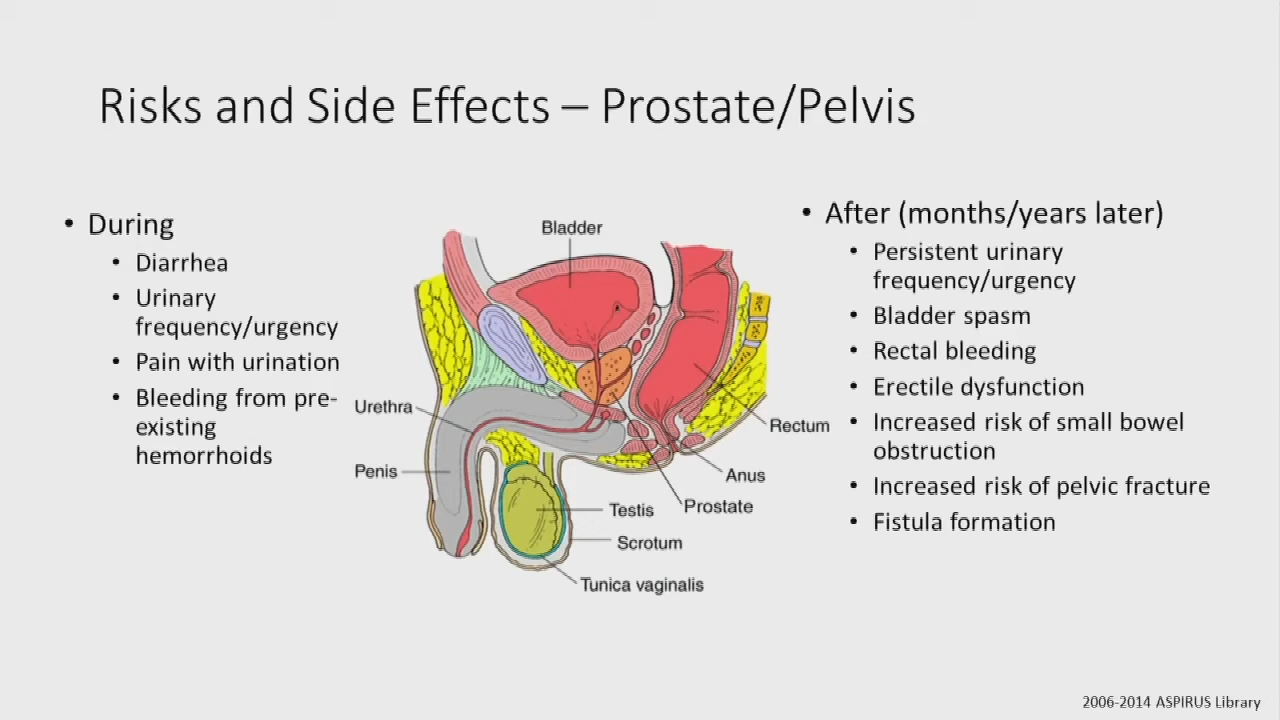 Risks and Side Effects – Prostate/Pelvis
• During
• Diarrhea
• Urinary
frequency/urgency
• Pain with urination
• Bleeding from pre-
existing
hemorrhoids
Bladder
Urethra
Penis
Rectum
Anus
Prostate
Testis
Scrotum
Tunica vaginalis
• After (months/years later)
• Persistent urinary
frequency/urgency
• Bladder spasm
• Rectal bleeding
• Erectile dysfunction
• Increased risk of small bowel
obstruction
• Increased risk of pelvic fracture
• Fistula formation
2006-2014 ASPIRUS Library